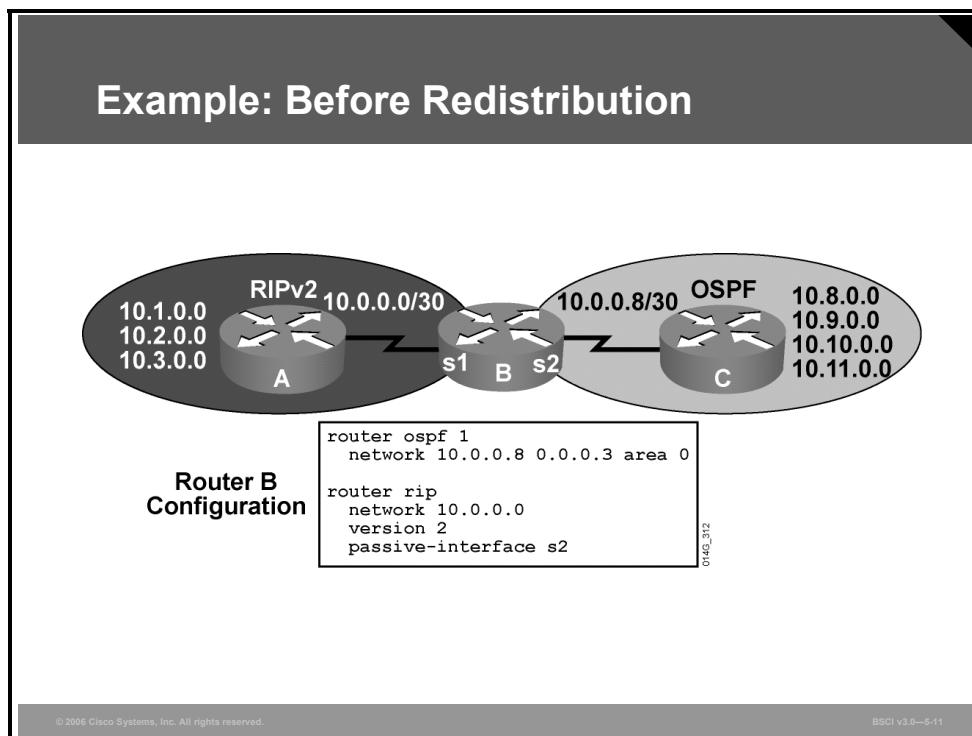 Example: Before Redistribution
RIPv2
10.0.0.0/30
10.0.0.8/30
OSPF
10.1.0.0
10.2.0.0
10.3.0.0
10.8.0.0
10.9.0.0
10.10.0.0
10.11.0.0
A
s1
B
s2
C
Router B
Configuration
router ospf 1
network 10.0.0.8 0.0.0.3 area 0
router rip
network 10.0.0.0
version 2
passive-interface s2
014G_312
© 2006 Cisco Systems, Inc. All rights reserved.
BSCI v3.0—5-11